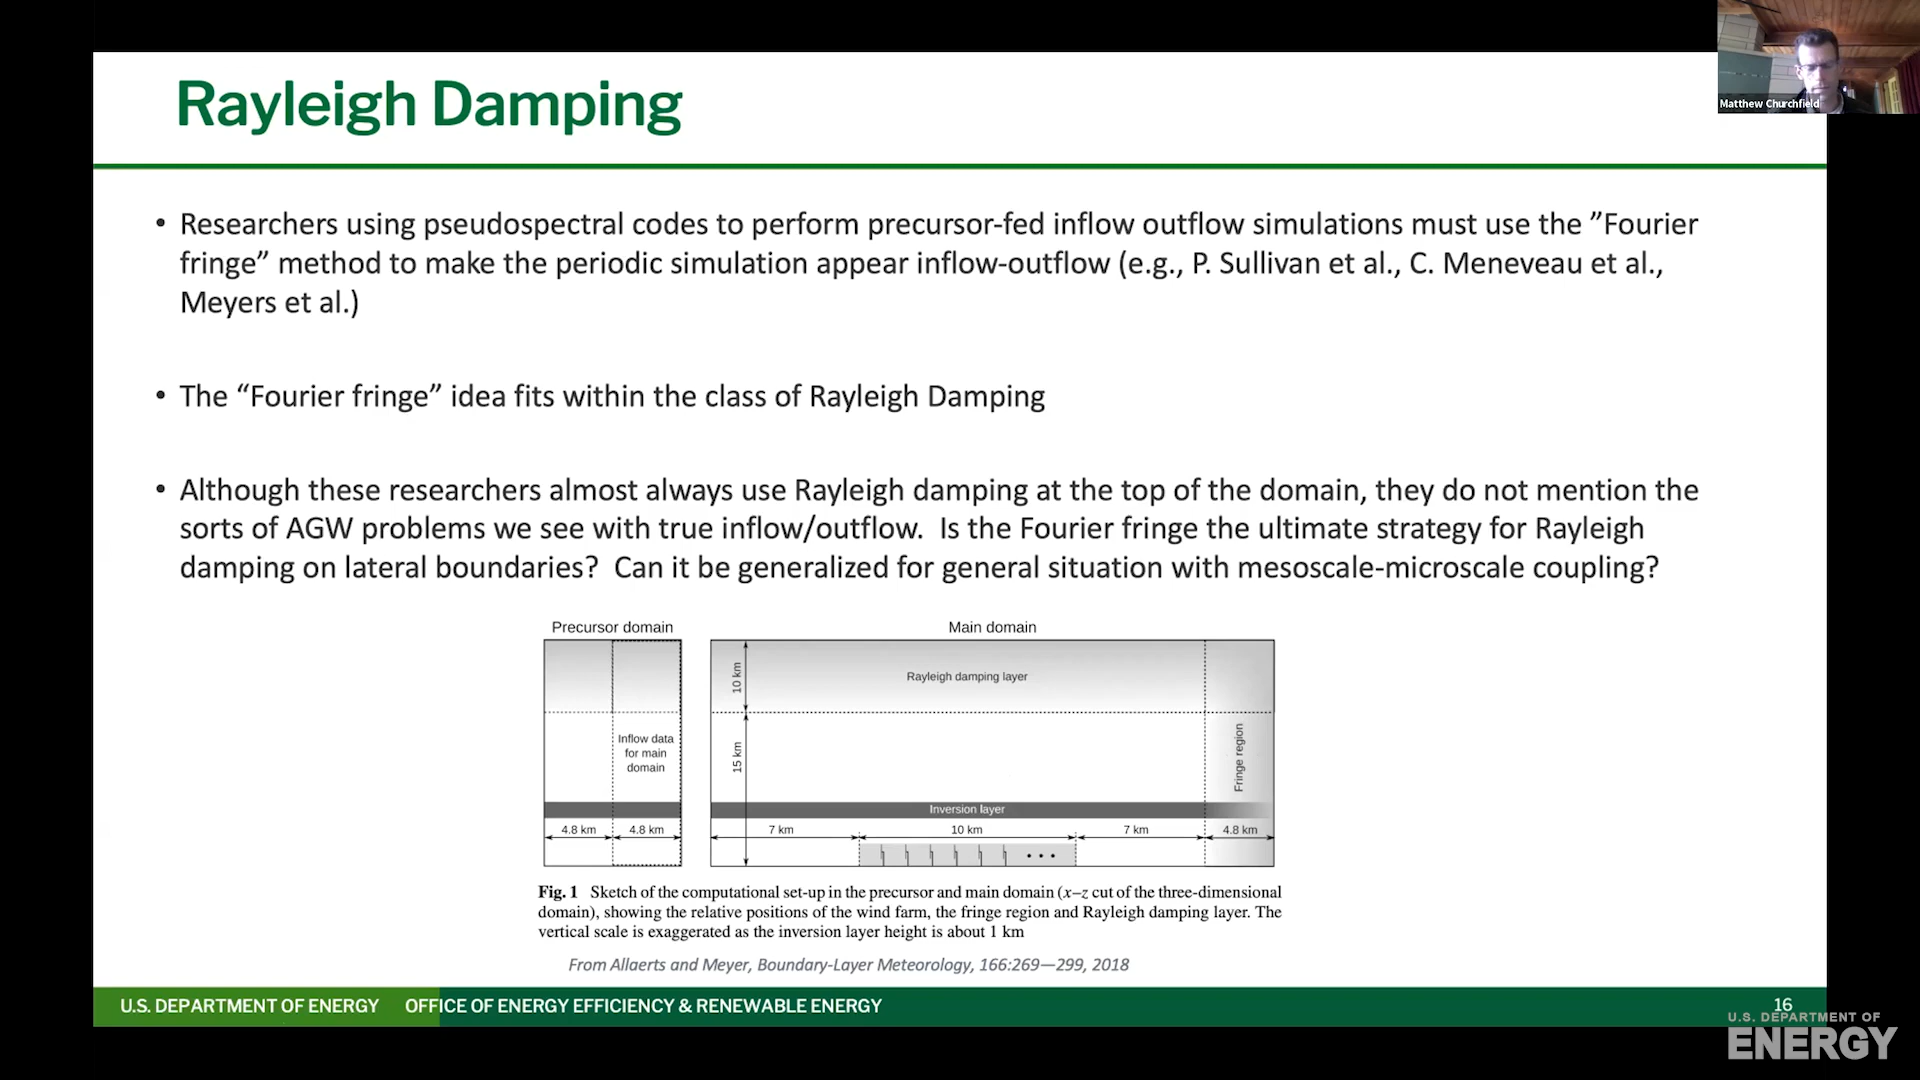 Matthew Churchfield
Rayleigh Damping
• Researchers using pseudospectral codes to perform precursor-fed inflow outflow simulations must use the ”Fourier
fringe” method to make the periodic simulation appear inflow-outflow (e.g., P. Sullivan et al., C. Meneveau et al.,
Meyers et al.)
• The “Fourier fringe” idea fits within the class of Rayleigh Damping
• Although these researchers almost always use Rayleigh damping at the top of the domain, they do not mention the
sorts of AGW problems we see with true inflow/outflow. Is the Fourier fringe the ultimate strategy for Rayleigh
damping on lateral boundaries? Can it be generalized for general situation with mesoscale-microscale coupling?
Precursor domain
Main domain
10 km
Rayleigh damping layer
Inflow data
for main
domain
15 km
Fringe region
Inversion layer
4.8 km
4.8 km
7 km
10 km
7 km
4.8 km
Fig. 1 Sketch of the computational set-up in the precursor and main domain (x–z cut of the three-dimensional
domain), showing the relative positions of the wind farm, the fringe region and Rayleigh damping layer. The
vertical scale is exaggerated as the inversion layer height is about 1 km
From Allaerts and Meyer, Boundary-Layer Meteorology, 166:269—299, 2018
U.S. DEPARTMENT OF ENERGY OFFICE OF ENERGY EFFICIENCY & RENEWABLE ENERGY
16
U.S. DEPARTMENT OF
ENERGY